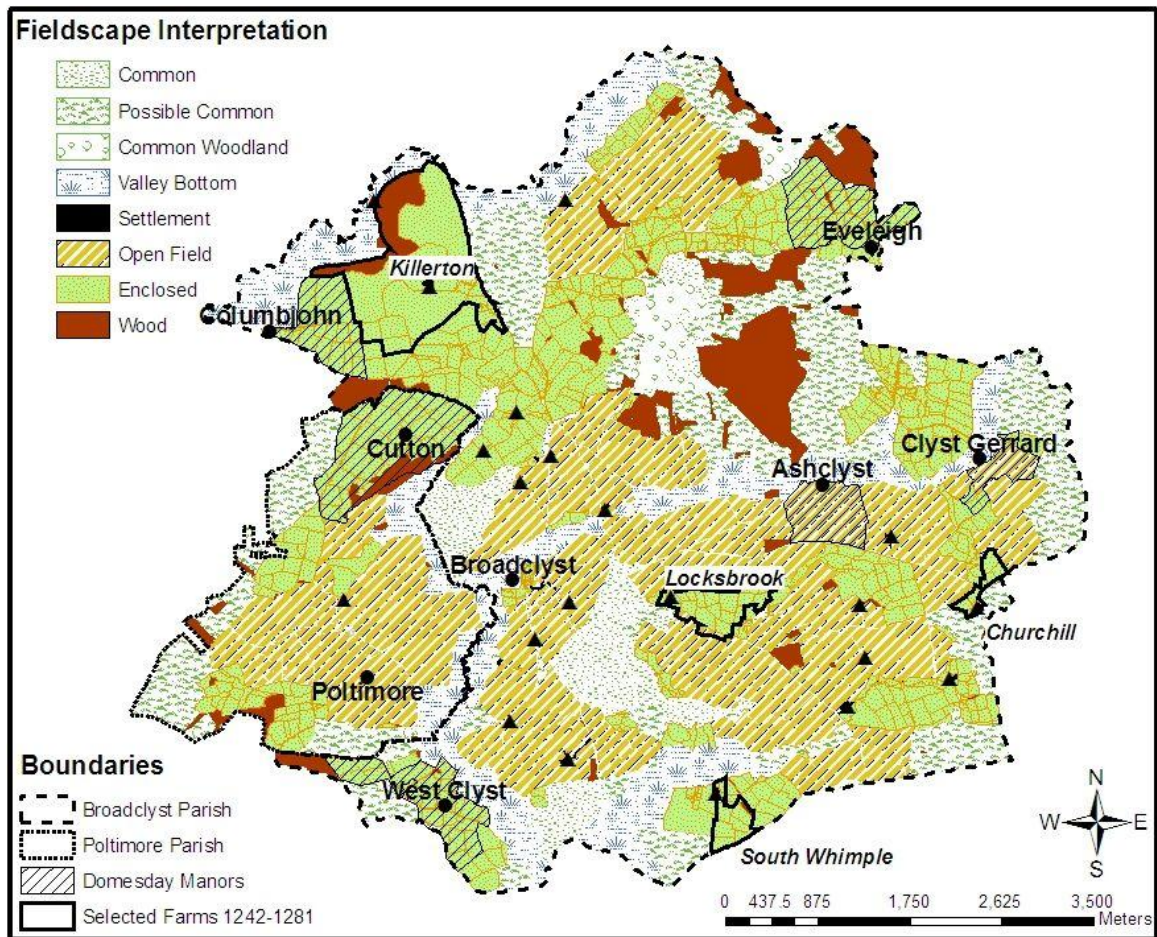 Fieldscape Interpretation
Common
Possible Common
Common Woodland
Valley Bottom
Settlement
Open Field
Enclosed
Wood
Killerton
Columbjohn
Eveleigh
Cutton
Clyst Gerrard
Ashclyst
Broadclyst
Locksbrook
Churchill
Poltimore
West Clyst
South Whimple
Boundaries
Broadclyst Parish
Poltimore Parish
Domesday Manors
Selected Farms 1242-1281
N
W E
S
0 437.5 875 1,750 2,625 3,500
Meters